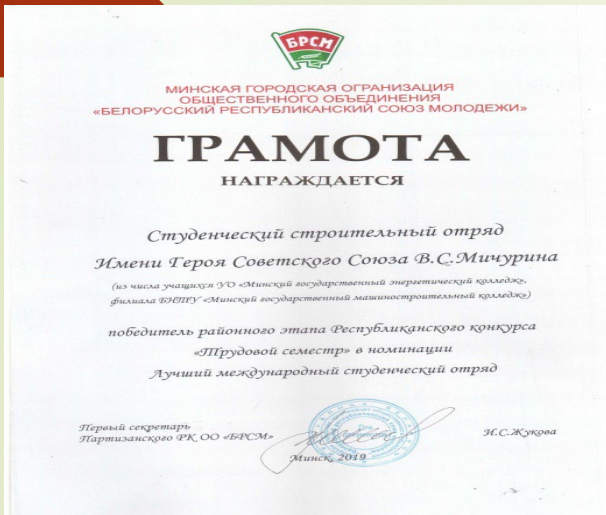 БРСМ
МИНСКАЯ ГОРОДСКАЯ ОГРАНИЗАЦИЯ
ОБЩЕСТВЕННОГО ОБЪЕДИНЕНИЯ
«БЕЛОРУССКИЙ РЕСПУБЛИКАНСКИЙ СОЮЗ МОЛОДЕЖИ»
ГРАМОТА
НАГРАЖДАЕТСЯ
Студенческий строительный отряд
Имени Героя Советского Союза В.С.Мичурина
(из числа учащихся УО «Минский государственный энергетический колледж»,
филиала БНТУ «Минский государственный машиностроительный колледж»)
победитель районного этапа Республиканского конкурса
«Трудовой семестр» в номинации
Лучший международный студенческий отряд
Первый секретарь
Партизанского РК ОО «БРСМ»
И.С.Жукова
Минск, 2019